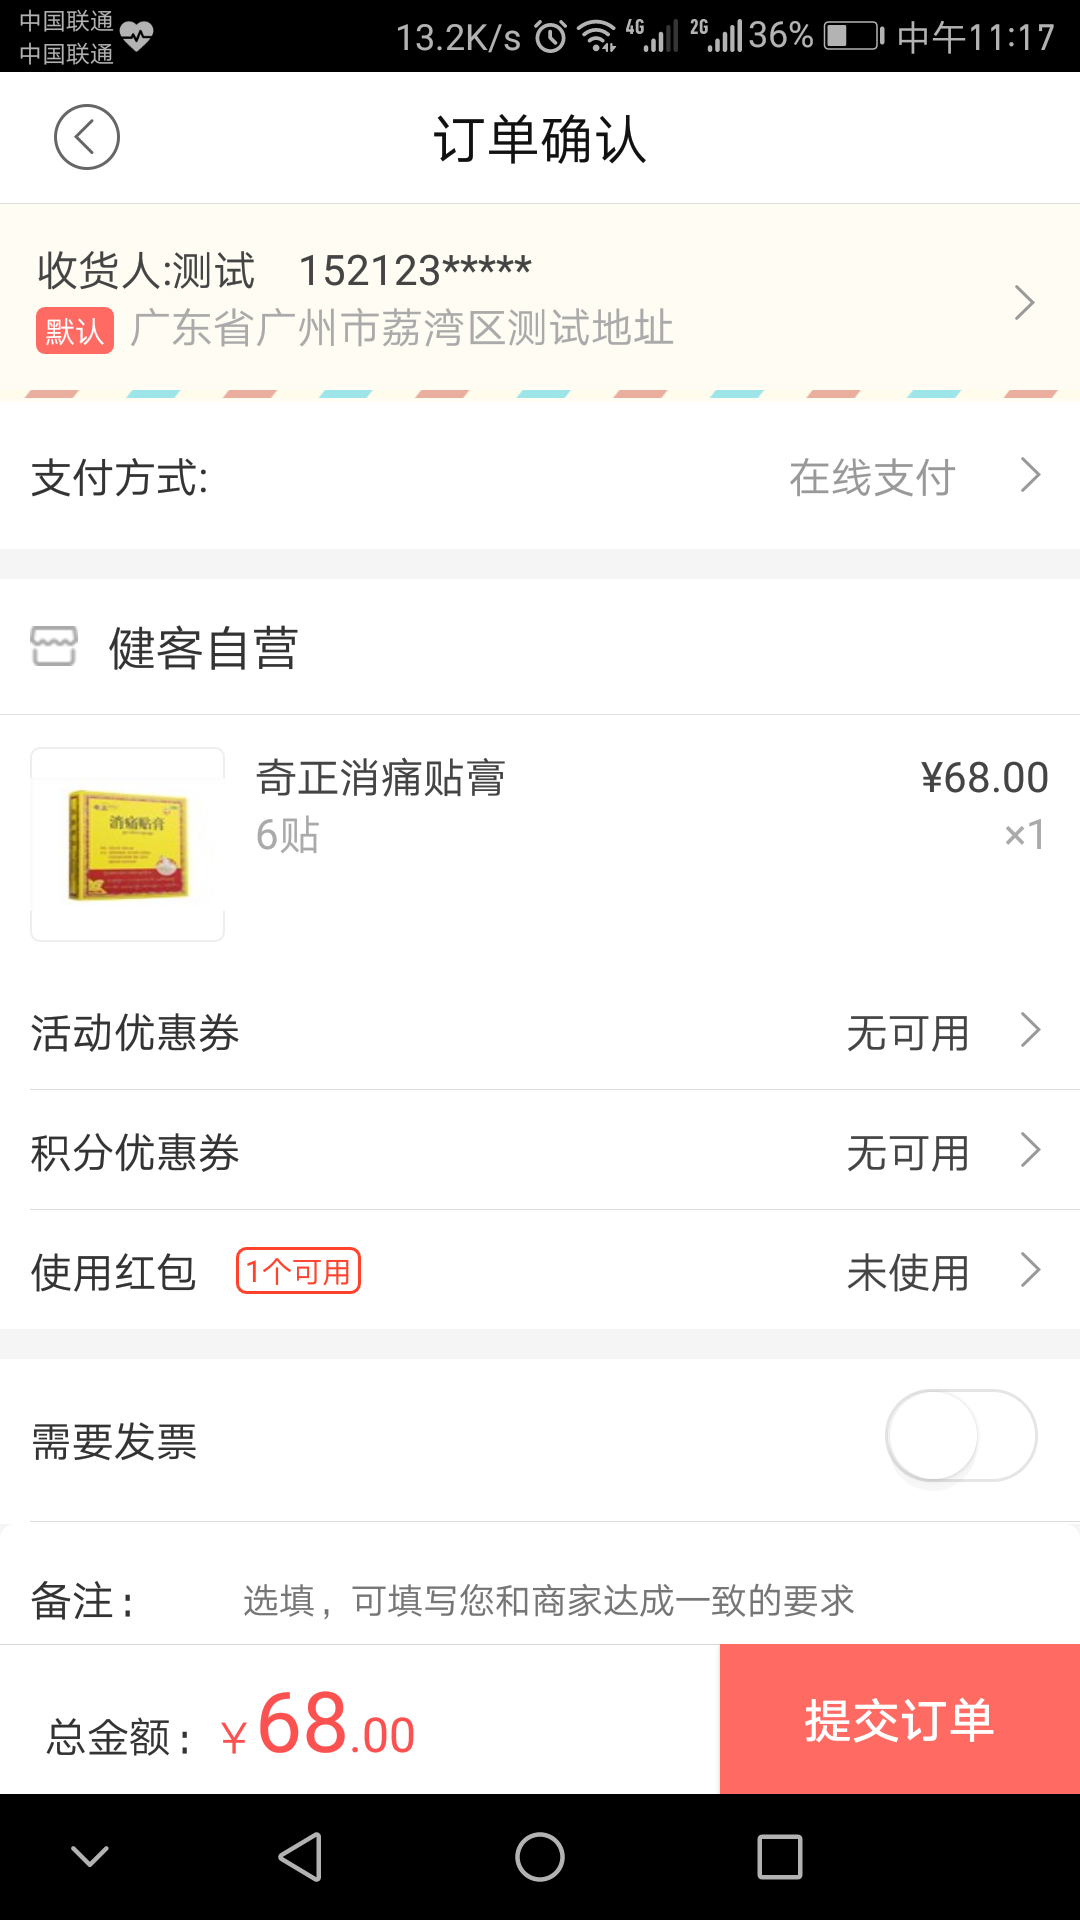 中国联通
中国联通
13.2K/s 4G 2G 36% 中午11:17
订单确认
收货人:测试 152123*****
默认 广东省广州市荔湾区测试地址
支付方式: 在线支付
健客自营
奇正消痛贴膏 ¥68.00
6贴 ×1
消痛贴膏
活动优惠券 无可用
积分优惠券 无可用
使用红包 1个可用 未使用
需要发票
备注： 选填，可填写您和商家达成一致的要求
总金额：￥68.00
提交订单